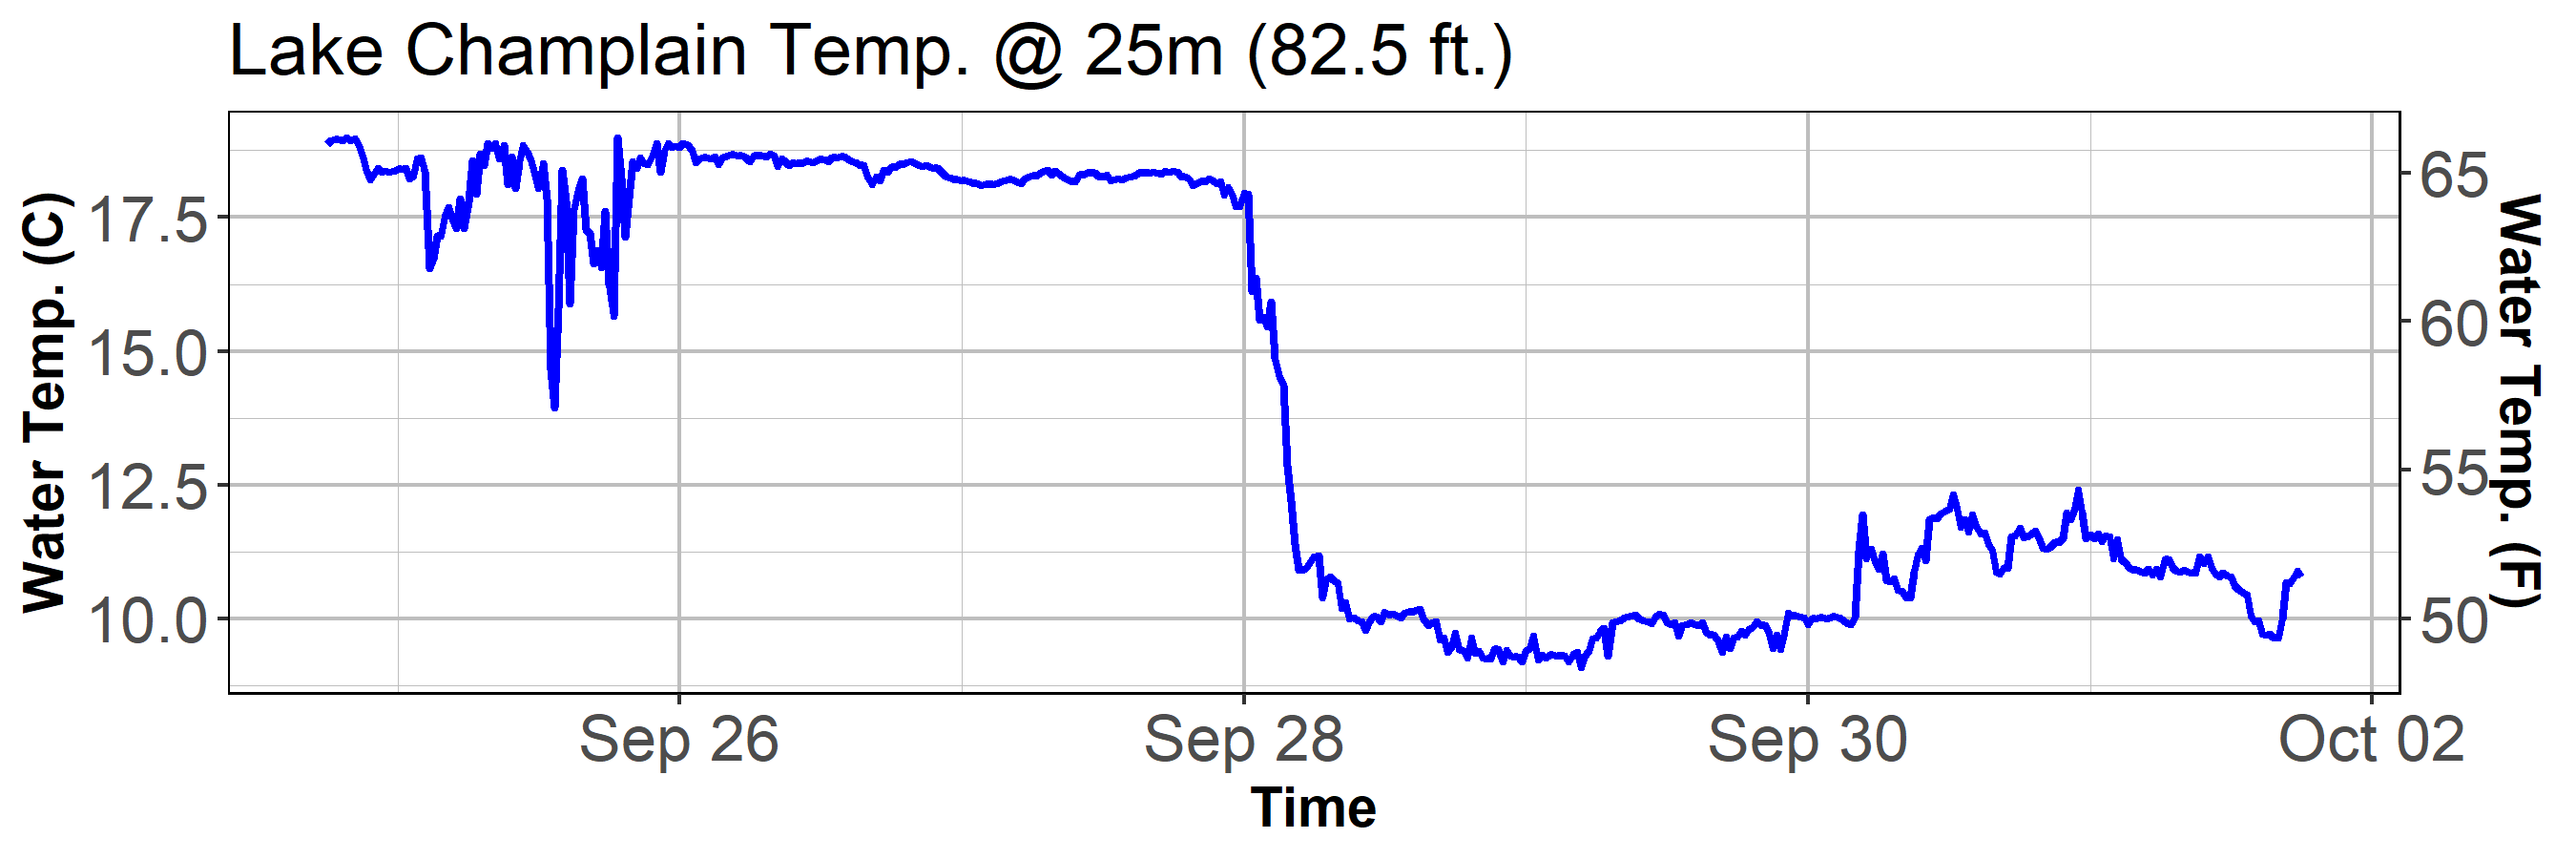 Lake Champlain Temp. @ 25m (82.5 ft.)
Water Temp. (C)
17.5
15.0
12.5
10.0
65
60
55
50
Water Temp. (F)
Sep 26
Sep 28
Sep 30
Oct 02
Time